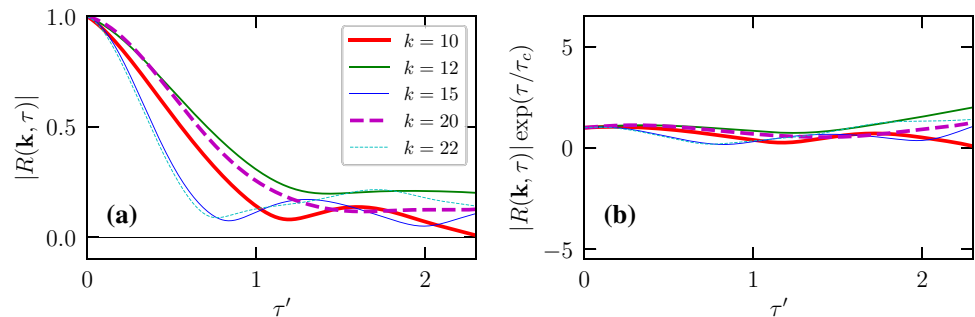 1.0
0.5
0.0
|R(k, τ)|
k = 10
k = 12
k = 15
k = 20
k = 22
(a)
0
1
2
τ′
5
0
−5
|R(k, τ)| exp(τ/τc)
(b)
0
1
2
τ′